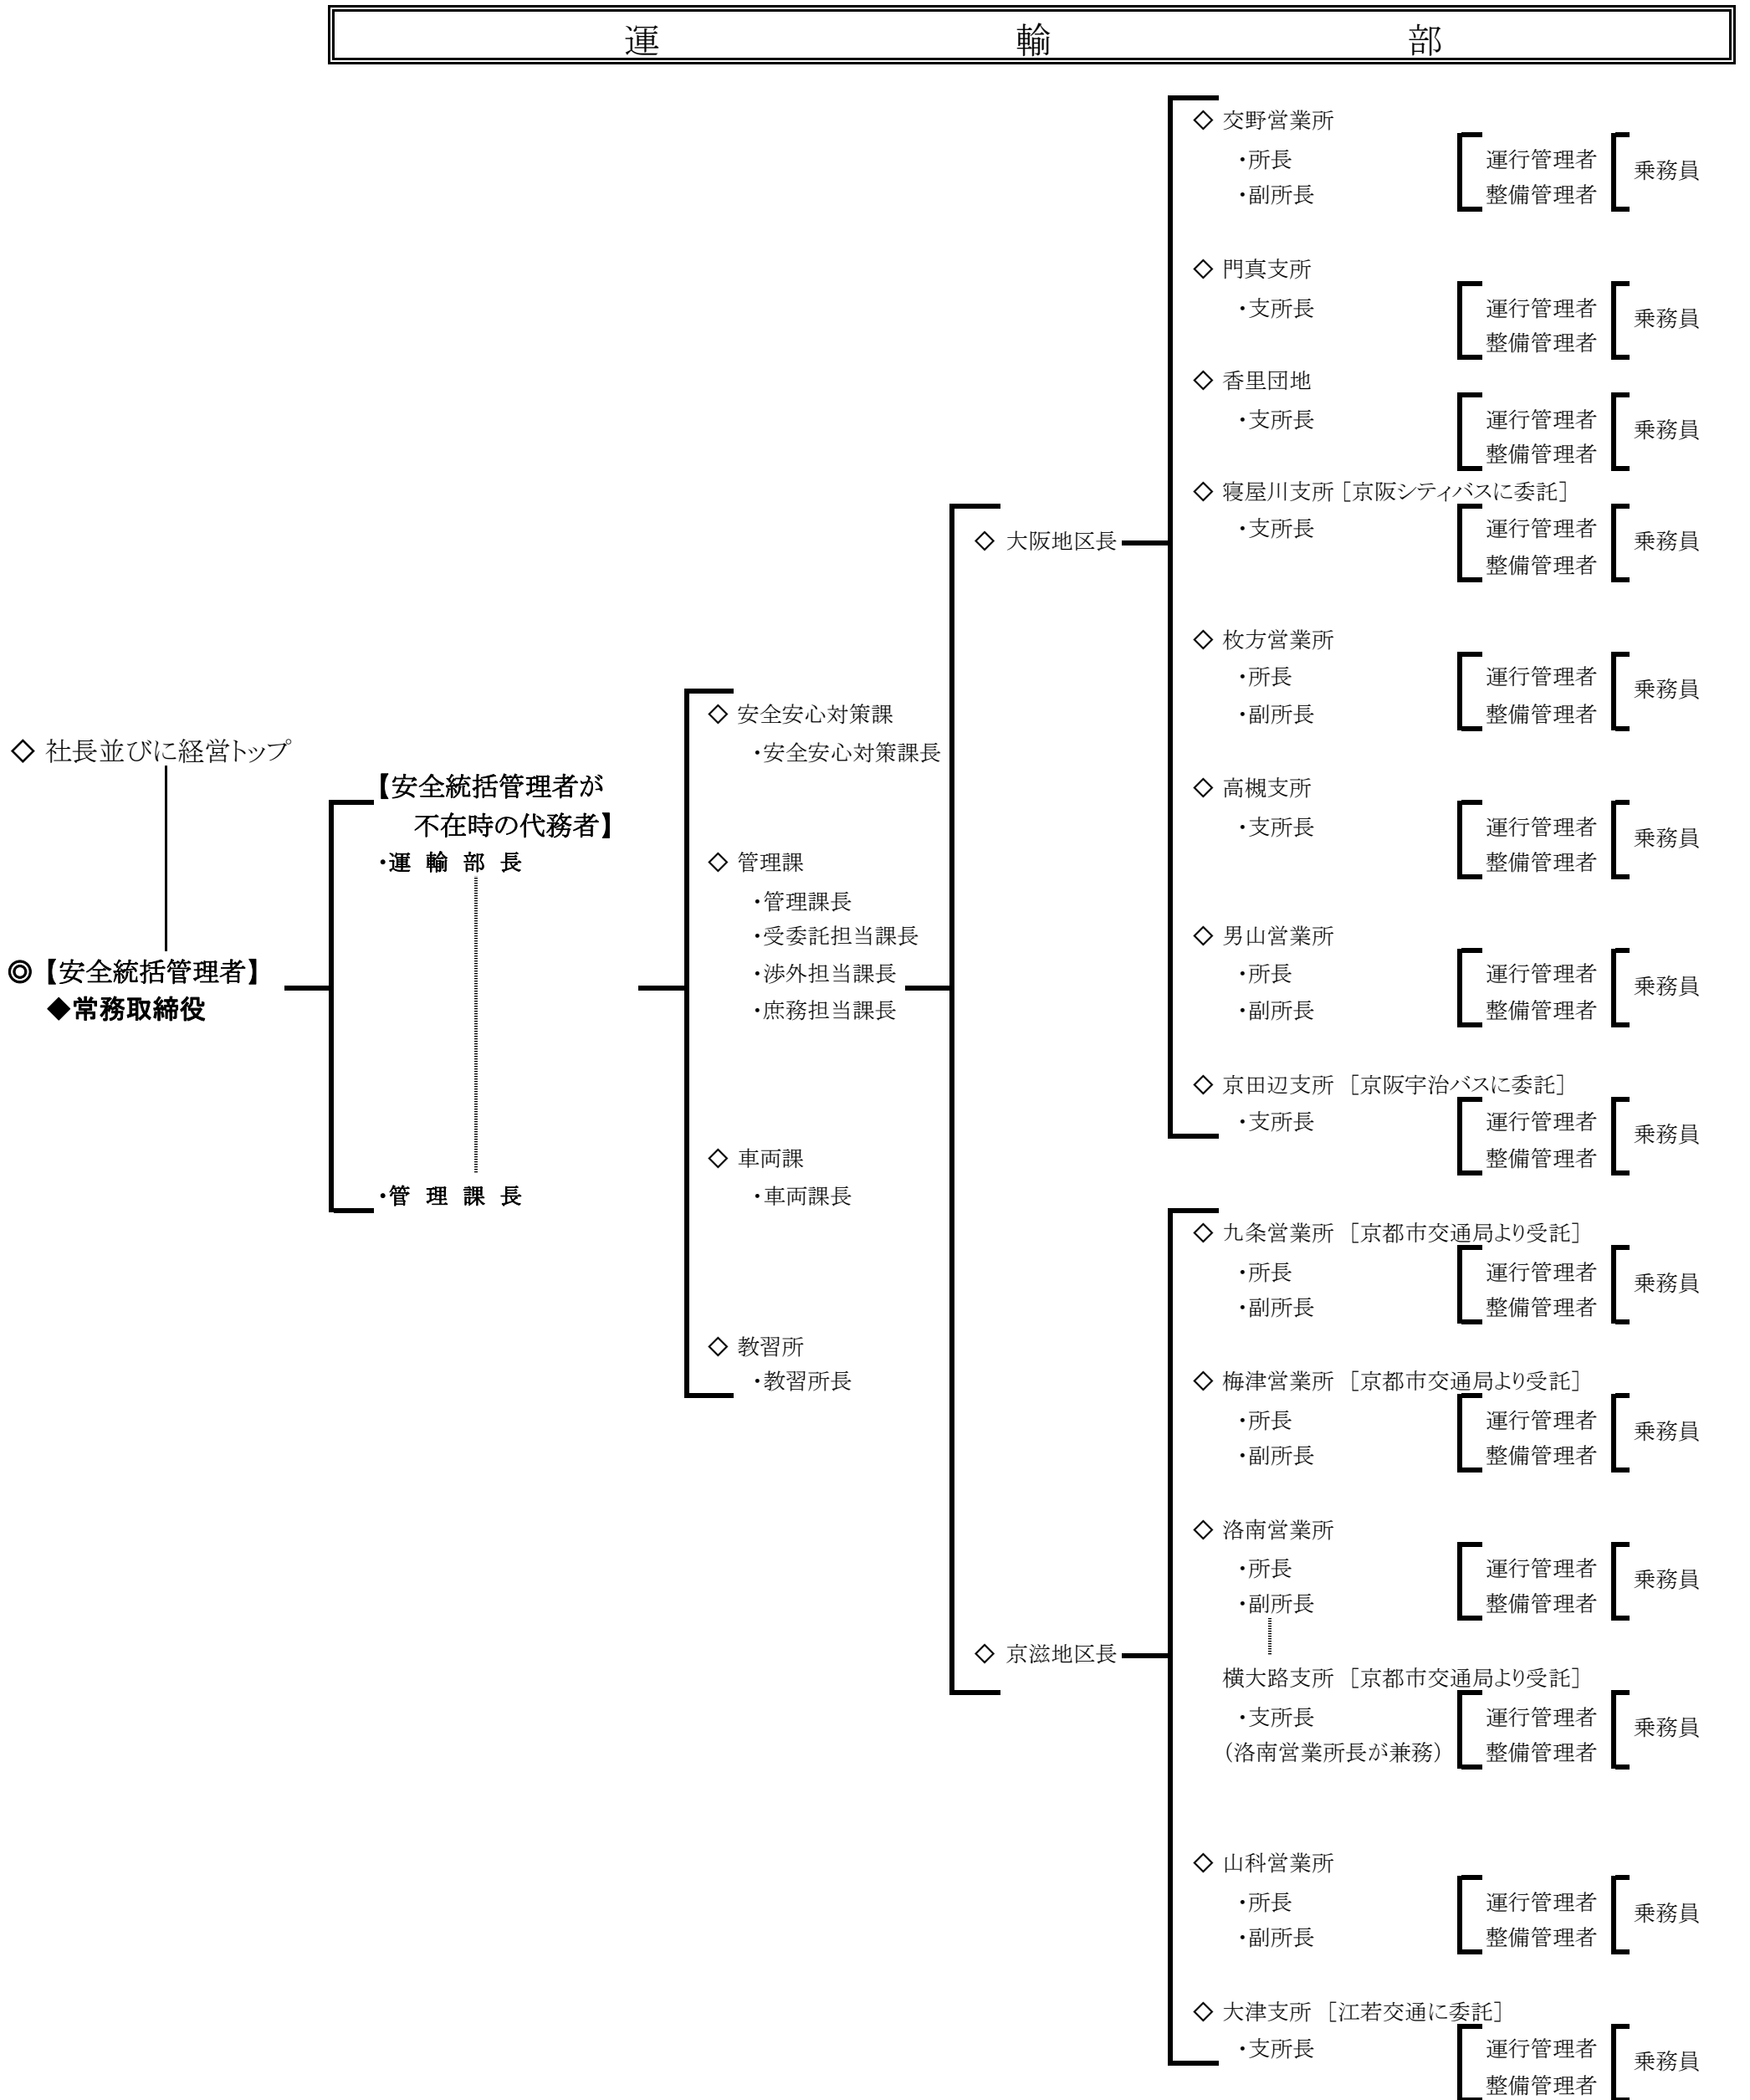 運輸部
◇ 社長並びに経営トップ
◎【安全統括管理者】
◆常務取締役
【安全統括管理者が
不在時の代務者】
・運 輸 部 長
・管 理 課 長
◇ 安全安心対策課
・安全安心対策課長
◇ 管理課
・管理課長
・受委託担当課長
・渉外担当課長
・庶務担当課長
◇ 車両課
・車両課長
◇ 教習所
・教習所長
◇ 大阪地区長
◇ 交野営業所
・所長 運行管理者
・副所長 整備管理者
乗務員
◇ 門真支所
・支所長 運行管理者
整備管理者
乗務員
◇ 香里団地
・支所長 運行管理者
整備管理者
乗務員
◇ 寝屋川支所 [京阪シティバスに委託]
・支所長 運行管理者
整備管理者
乗務員
◇ 枚方営業所
・所長 運行管理者
・副所長 整備管理者
乗務員
◇ 高槻支所
・支所長 運行管理者
整備管理者
乗務員
◇ 男山営業所
・所長 運行管理者
・副所長 整備管理者
乗務員
◇ 京田辺支所 [京阪宇治バスに委託]
・支所長 運行管理者
整備管理者
乗務員
◇ 京滋地区長
◇ 九条営業所 [京都市交通局より受託]
・所長 運行管理者
・副所長 整備管理者
乗務員
◇ 梅津営業所 [京都市交通局より受託]
・所長 運行管理者
・副所長 整備管理者
乗務員
◇ 洛南営業所
・所長 運行管理者
・副所長 整備管理者
乗務員
横大路支所 [京都市交通局より受託]
・支所長 運行管理者
(洛南営業所長が兼務) 整備管理者
乗務員
◇ 山科営業所
・所長 運行管理者
・副所長 整備管理者
乗務員
◇ 大津支所 [江若交通に委託]
・支所長 運行管理者
整備管理者
乗務員